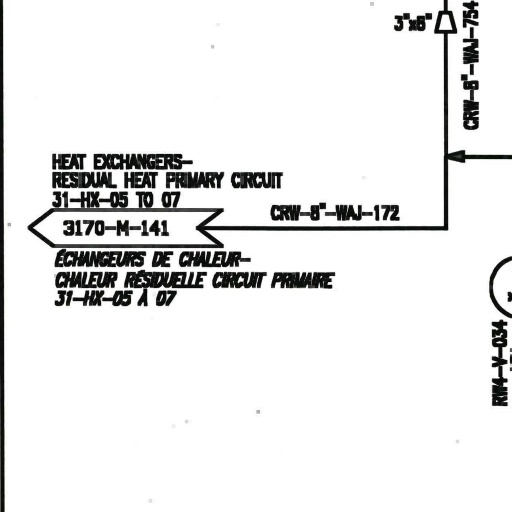 3"x8"
CRW-8"-WAJ-754
HEAT EXCHANGERS-
RESIDUAL HEAT PRIMARY CIRCUIT
31-HX-05 TO 07
3170-M-141
CRW-8"-WAJ-172
ÉCHANGEURS DE CHALEUR-
CHALEUR RÉSIDUELLE CIRCUIT PRIMAIRE
31-HX-05 À 07
RW4-V-034